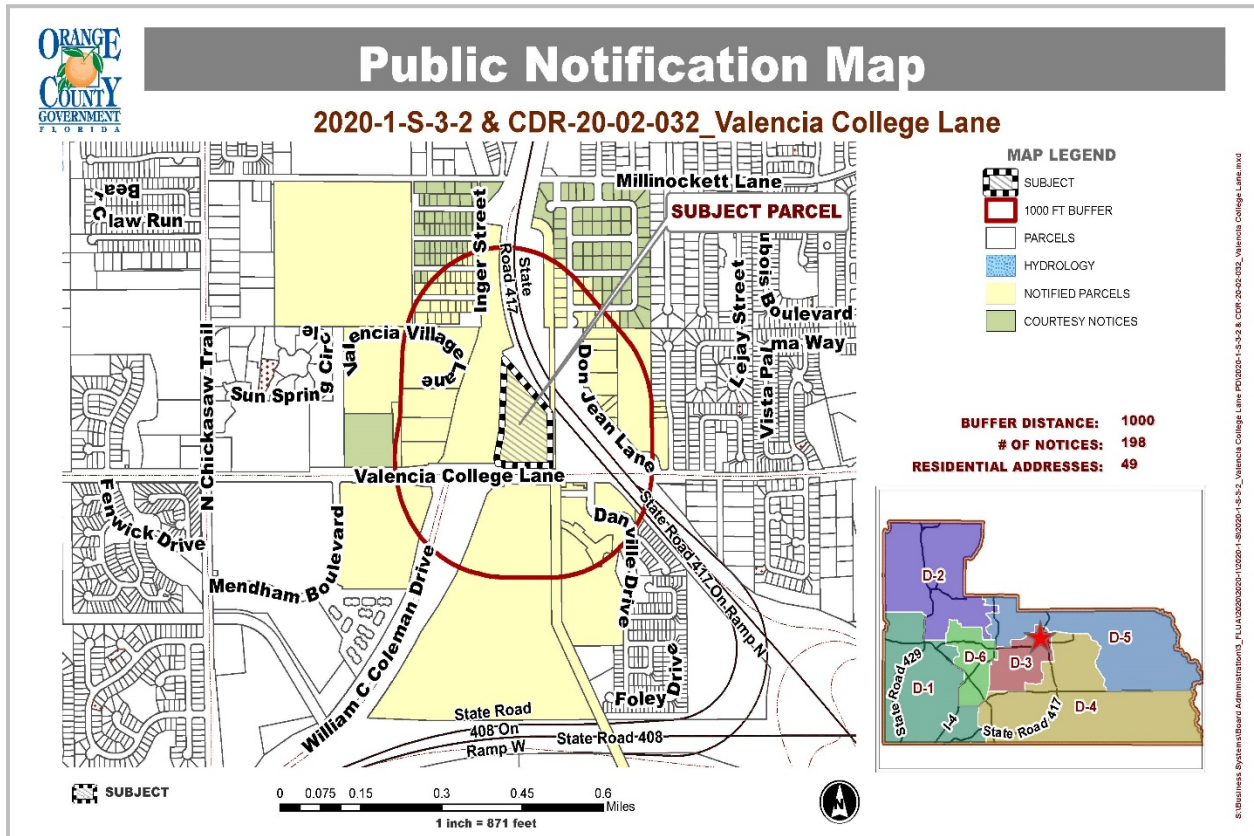 ORANGE
COUNTY
GOVERNMENT
FLORIDA
Public Notification Map
2020-1-S-3-2 & CDR-20-02-032_Valencia College Lane
MAP LEGEND
SUBJECT
1000 FT BUFFER
PARCELS
HYDROLOGY
NOTIFIED PARCELS
COURTESY NOTICES
BUFFER DISTANCE: 1000
# OF NOTICES: 198
RESIDENTIAL ADDRESSES: 49
Bear Claw Run
Millinockett Lane
SUBJECT PARCEL
Inger Street
State Road 417
N Chickasaw Trail
Valencia Village Lane
Sun Spring Circle
Don Jean Lane
Lejay Street
ubois Boulevard
Vista Palma Way
Valencia College Lane
Fenwick Drive
Mendham Boulevard
William C Coleman Drive
Danville Drive
State Road 417 On-Ramp N
Foley Drive
State Road
408 On
Ramp W
State Road 408
D-2
D-5
D-6
D-3
D-1
D-4
State Road 429
I-4
State Road 417
SUBJECT
0 0.075 0.15 0.3 0.45 0.6
Miles
1 inch = 871 feet
N